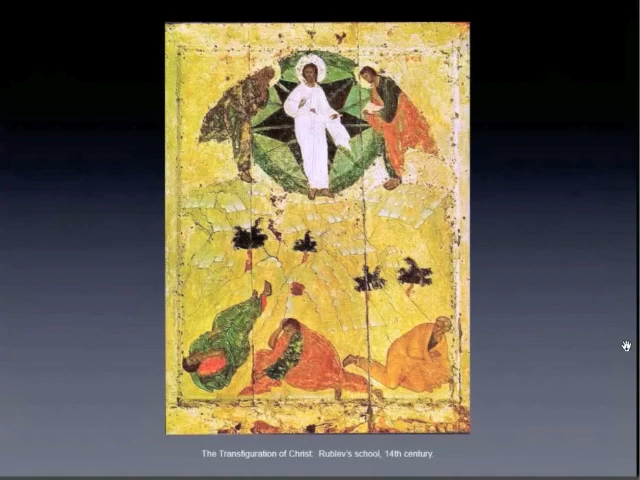 The Transfiguration of Christ:  Rublev's school, 14th century.